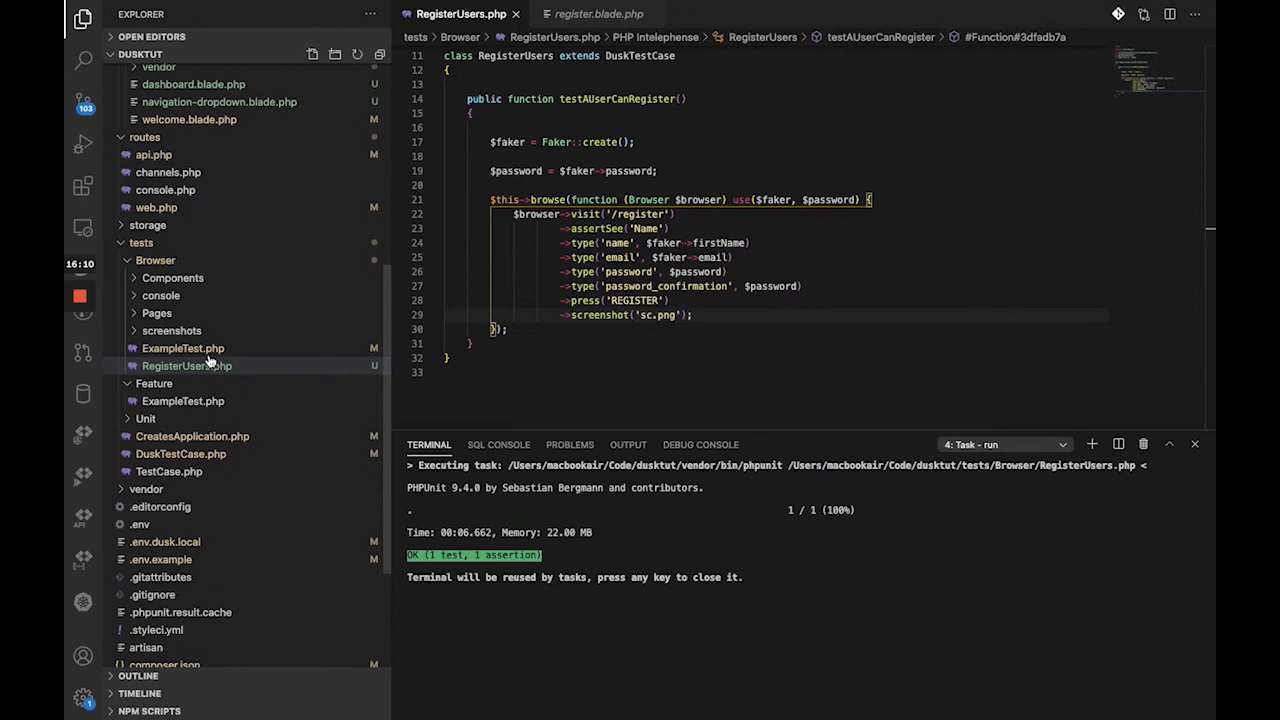 EXPLORER
OPEN EDITORS
DUSKTUT
vendor
dashboard.blade.php U
navigation-dropdown.blade.php U
welcome.blade.php M
routes
api.php M
channels.php
console.php
web.php M
storage
tests
Browser
Components
console
Pages
screenshots
ExampleTest.php M
RegisterUsers.php U
Feature
ExampleTest.php
Unit
CreatesApplication.php M
DuskTestCase.php M
TestCase.php
vendor
.editorconfig
.env
.env.dusk.local M
.env.example M
.gitattributes
.gitignore
.phpunit.result.cache
.styleci.yml
artisan
composer.json M
OUTLINE
TIMELINE
NPM SCRIPTS
103
16:10
API
1
RegisterUsers.php register.blade.php
tests > Browser > RegisterUsers.php > PHP Intelephense > RegisterUsers > testAUserCanRegister > #Function#3dfadb7a
11 class RegisterUsers extends DuskTestCase
12 {
13
14 public function testAUserCanRegister()
15 {
16
17 $faker = Faker::create();
18
19 $password = $faker->password;
20
21 $this->browse(function (Browser $browser) use($faker, $password) {
22 $browser->visit('/register')
23 ->assertSee('Name')
24 ->type('name', $faker->firstName)
25 ->type('email', $faker->email)
26 ->type('password', $password)
27 ->type('password_confirmation', $password)
28 ->press('REGISTER')
29 ->screenshot('sc.png');
30 });
31 }
32 }
33
TERMINAL SQL CONSOLE PROBLEMS OUTPUT DEBUG CONSOLE 4: Task - run
> Executing task: /Users/macbookair/Code/dusktut/vendor/bin/phpunit /Users/macbookair/Code/dusktut/tests/Browser/RegisterUsers.php <
PHPUnit 9.4.0 by Sebastian Bergmann and contributors.
. 1 / 1 (100%)
Time: 00:06.662, Memory: 22.00 MB
OK (1 test, 1 assertion)
Terminal will be reused by tasks, press any key to close it.